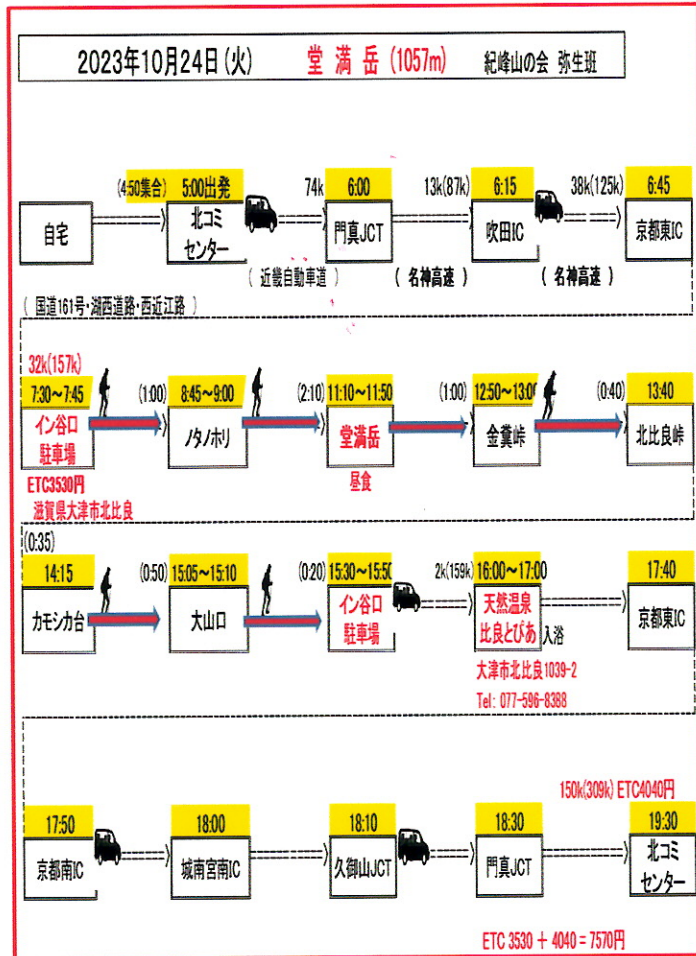 2023年10月24日(火) 堂満岳(1057m) 紀峰山の会 弥生班
(4:50集合) 5:00出発 74k 6:00 13k(87k) 6:15 38k(125k) 6:45
自宅 北コミセンター 門真JCT 吹田IC 京都東IC
( 近畿自動車道 ) ( 名神高速 ) ( 名神高速 )
( 国道161号・湖西道路・西近江路 )
32k(157k)
7:30～7:45 (1:00) 8:45～9:00 (2:10) 11:10～11:50 (1:00) 12:50～13:00 (0:40) 13:40
イン谷口駐車場 ノタノホリ 堂満岳 金糞峠 北比良峠
ETC3530円 昼食
滋賀県大津市北比良
(0:35)
14:15 (0:50) 15:05～15:10 (0:20) 15:30～15:50 2k(159k) 16:00～17:00 17:40
カモシカ台 大山口 イン谷口駐車場 天然温泉比良とぴあ 入浴 京都東IC
大津市北比良1039-2
Tel: 077-596-8388
150k(309k) ETC4040円
17:50 18:00 18:10 18:30 19:30
京都南IC 城南宮南IC 久御山JCT 門真JCT 北コミセンター
ETC 3530 + 4040 = 7570円